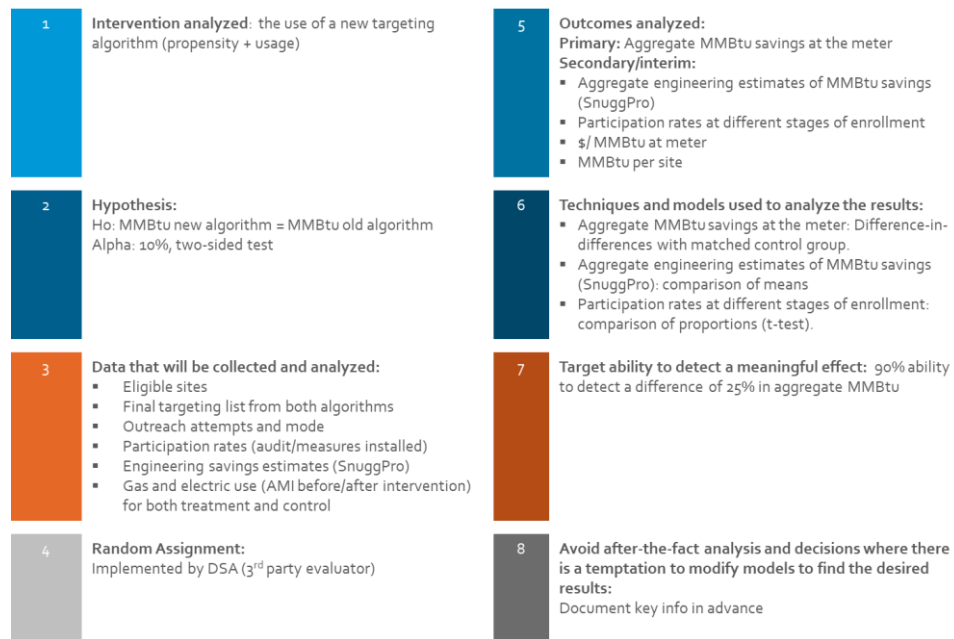 1
Intervention analyzed: the use of a new targeting
algorithm (propensity + usage)
2
Hypothesis:
Ho: MMBtu new algorithm = MMBtu old algorithm
Alpha: 10%, two-sided test
3
Data that will be collected and analyzed:
▪ Eligible sites
▪ Final targeting list from both algorithms
▪ Outreach attempts and mode
▪ Participation rates (audit/measures installed)
▪ Engineering savings estimates (SnuggPro)
▪ Gas and electric use (AMI before/after intervention)
for both treatment and control
4
Random Assignment:
Implemented by DSA (3rd party evaluator)
5
Outcomes analyzed:
Primary: Aggregate MMBtu savings at the meter
Secondary/interim:
▪ Aggregate engineering estimates of MMBtu savings
(SnuggPro)
▪ Participation rates at different stages of enrollment
▪ $/ MMBtu at meter
▪ MMBtu per site
6
Techniques and models used to analyze the results:
▪ Aggregate MMBtu savings at the meter: Difference-in-
differences with matched control group.
▪ Aggregate engineering estimates of MMBtu savings
(SnuggPro): comparison of means
▪ Participation rates at different stages of enrollment:
comparison of proportions (t-test).
7
Target ability to detect a meaningful effect: 90% ability
to detect a difference of 25% in aggregate MMBtu
8
Avoid after-the-fact analysis and decisions where there
is a temptation to modify models to find the desired
results:
Document key info in advance